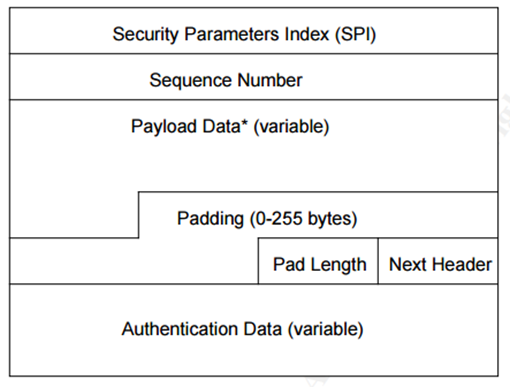 Security Parameters Index (SPI)
Sequence Number
Payload Data* (variable)
Padding (0-255 bytes)
Pad Length Next Header
Authentication Data (variable)